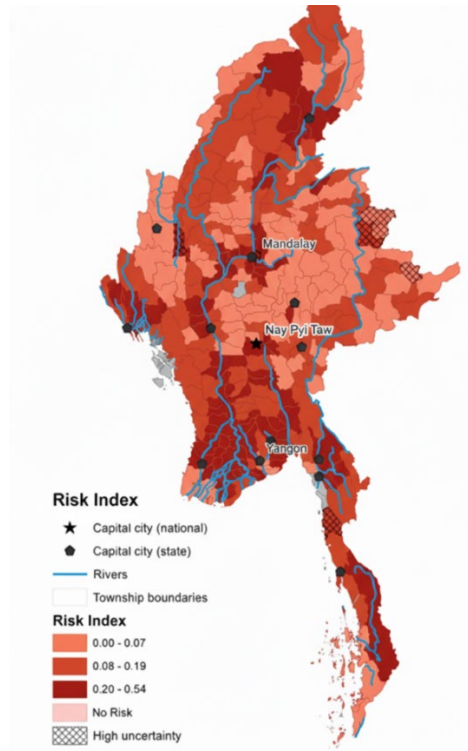 Mandalay
Nay Pyi Taw
Yangon
Risk Index
Capital city (national)
Capital city (state)
Rivers
Township boundaries
Risk Index
0.00 - 0.07
0.08 - 0.19
0.20 - 0.54
No Risk
High uncertainty